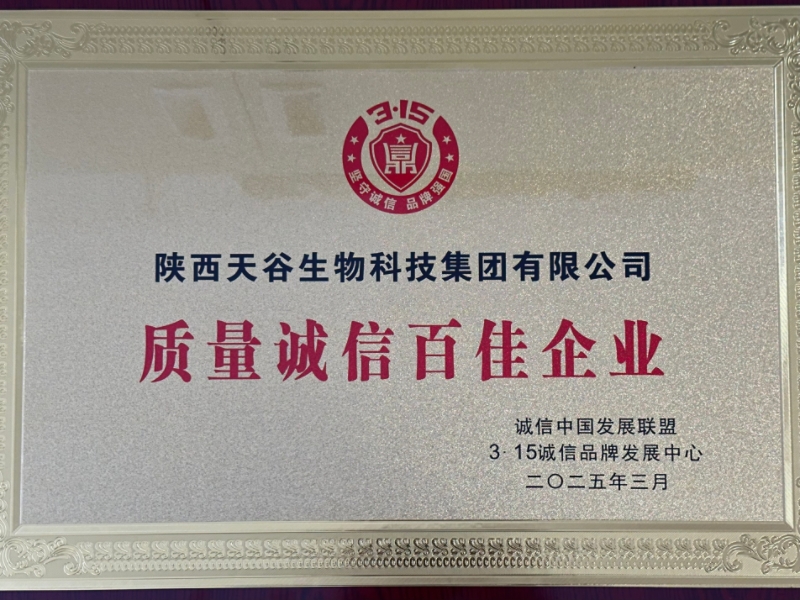 3·15
坚守诚信 品牌强国
陕西天谷生物科技集团有限公司
质量诚信百佳企业
诚信中国发展联盟
3·15诚信品牌发展中心
二〇二五年三月